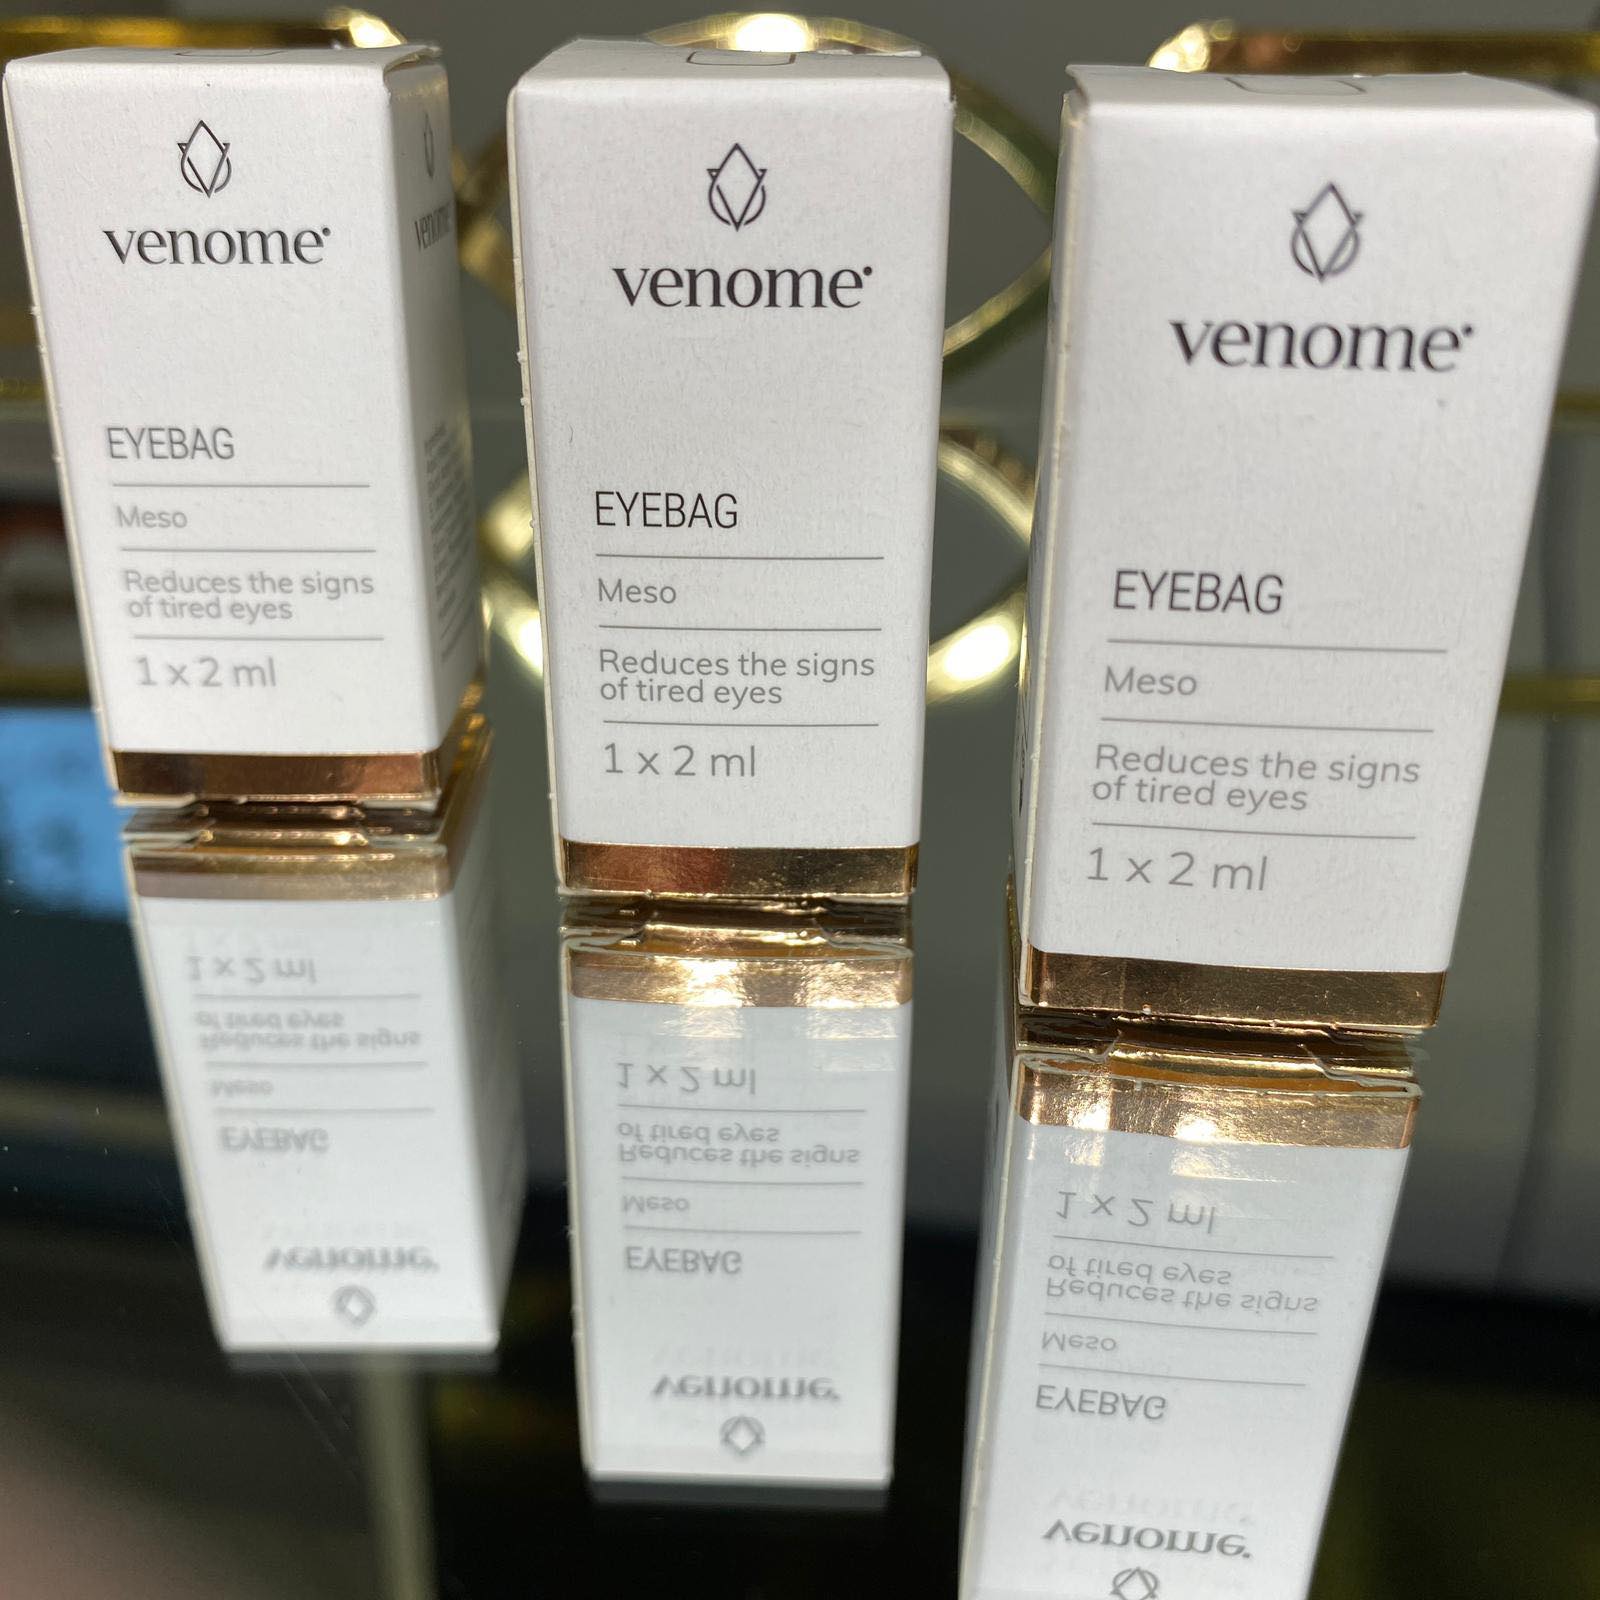 venome
EYEBAG
Meso
Reduces the signs
of tired eyes
1 x 2 ml
venome
EYEBAG
Meso
Reduces the signs
of tired eyes
1 x 2 ml
venome
EYEBAG
Meso
Reduces the signs
of tired eyes
1 x 2 ml